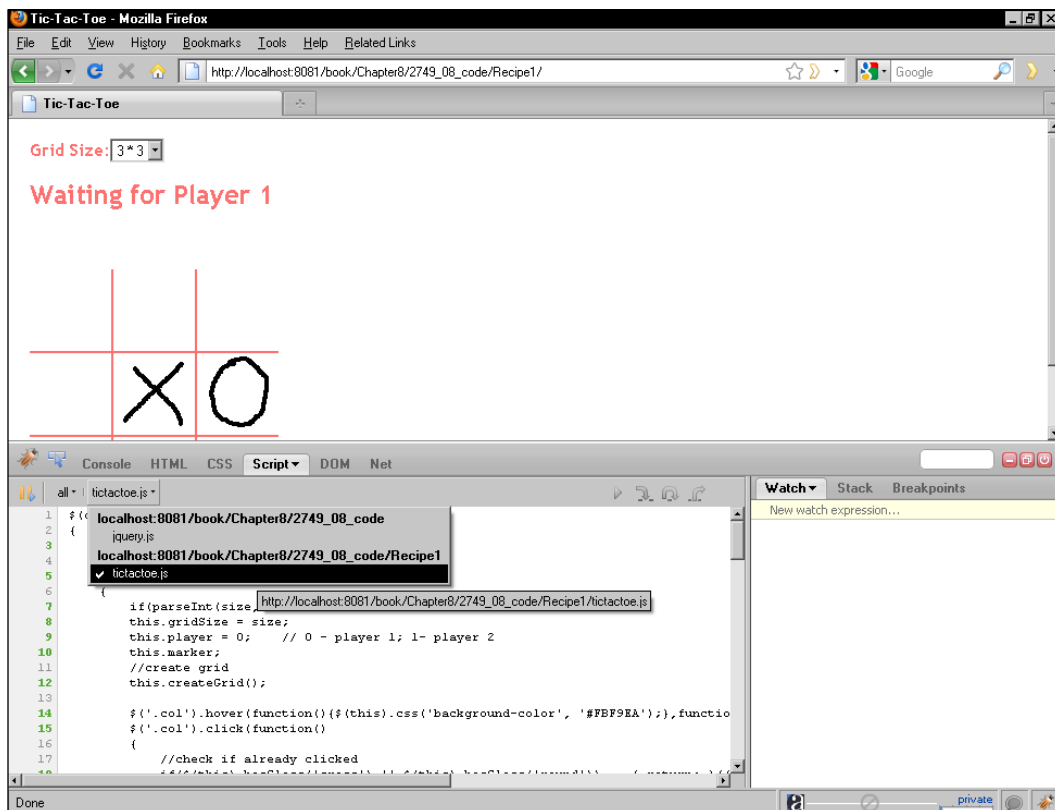 Tic-Tac-Toe - Mozilla Firefox
File Edit View History Bookmarks Tools Help Related Links
http://localhost:8081/book/Chapter8/2749_08_code/Recipe1/
Google
Tic-Tac-Toe
Grid Size: 3*3
Waiting for Player 1
X O
Console HTML CSS Script DOM Net
all tictactoe.js
Watch Stack Breakpoints
New watch expression...
localhost:8081/book/Chapter8/2749_08_code
jquery.js
localhost:8081/book/Chapter8/2749_08_code/Recipe1
tictactoe.js
http://localhost:8081/book/Chapter8/2749_08_code/Recipe1/tictactoe.js
1 $(
2 {
3
4
5
6 {
7 if(parseInt(size,
8 this.gridSize = size;
9 this.player = 0; // 0 - player 1; 1- player 2
10 this.marker;
11 //create grid
12 this.createGrid();
13
14 $('.col').hover(function(){$(this).css('background-color', '#FBF9EA');},functio
15 $('.col').click(function()
16 {
17 //check if already clicked
Done
private